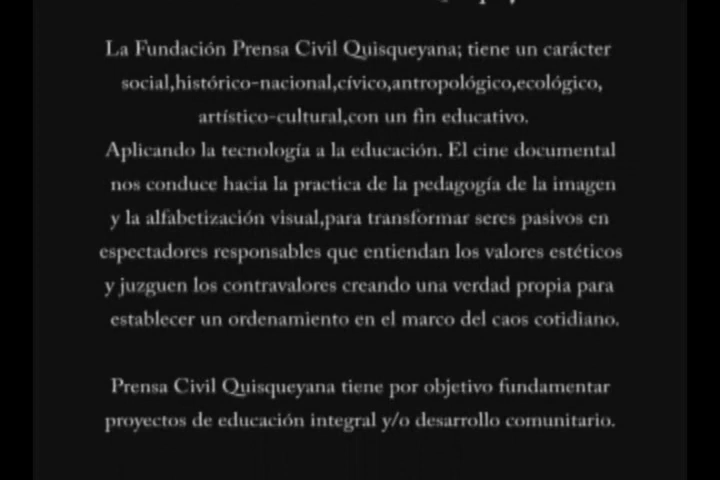 La Fundación Prensa Civil Quisqueyana; tiene un carácter
social,histórico-nacional,cívico,antropológico,ecológico,
artístico-cultural,con un fin educativo.
Aplicando la tecnología a la educación. El cine documental
nos conduce hacia la practica de la pedagogía de la imagen
y la alfabetización visual,para transformar seres pasivos en
espectadores responsables que entiendan los valores estéticos
y juzguen los contravalores creando una verdad propia para
establecer un ordenamiento en el marco del caos cotidiano.
Prensa Civil Quisqueyana tiene por objetivo fundamentar
proyectos de educación integral y/o desarrollo comunitario.